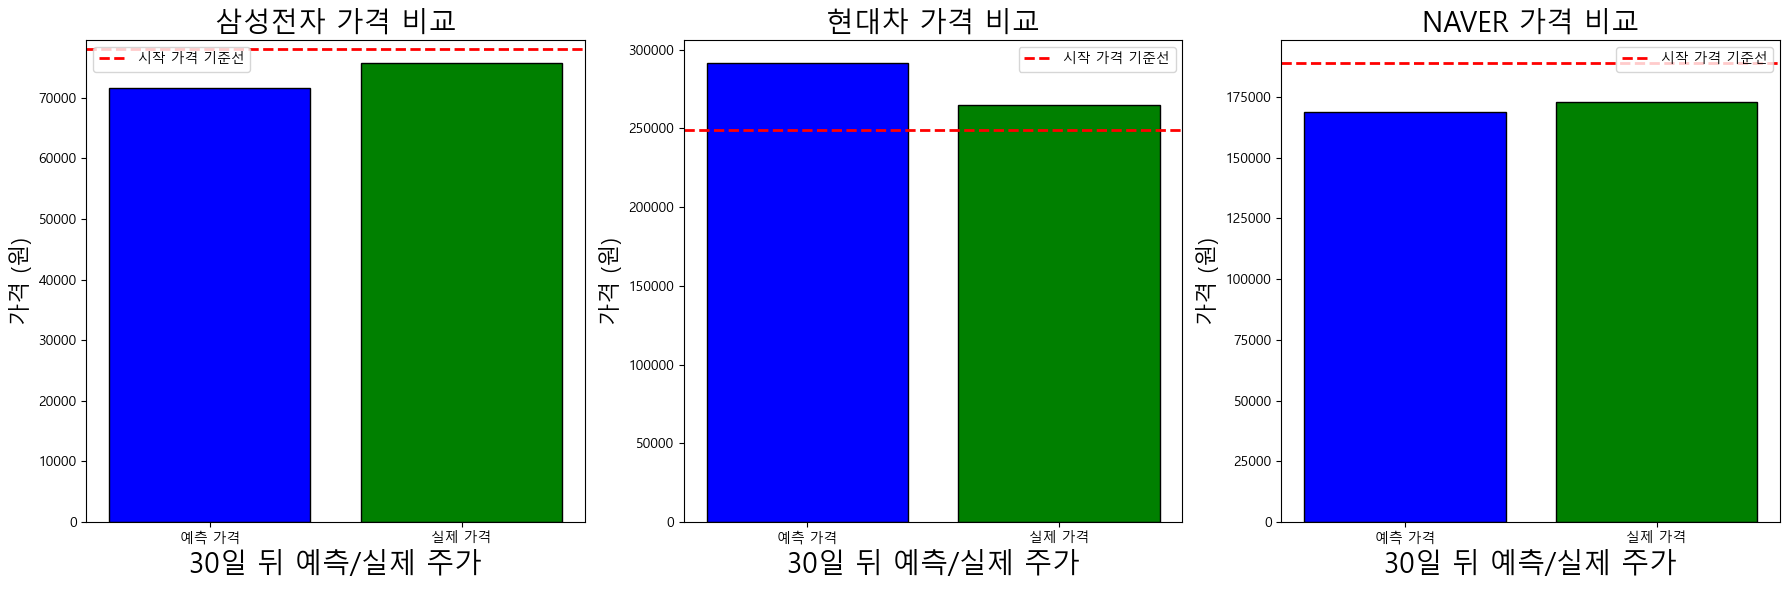 삼성전자 가격 비교
시작 가격 기준선
70000
60000
50000
40000
30000
20000
10000
0
가격 (원)
예측 가격
실제 가격
30일 뒤 예측/실제 주가
현대차 가격 비교
시작 가격 기준선
300000
250000
200000
150000
100000
50000
0
가격 (원)
예측 가격
실제 가격
30일 뒤 예측/실제 주가
NAVER 가격 비교
시작 가격 기준선
175000
150000
125000
100000
75000
50000
25000
0
가격 (원)
예측 가격
실제 가격
30일 뒤 예측/실제 주가